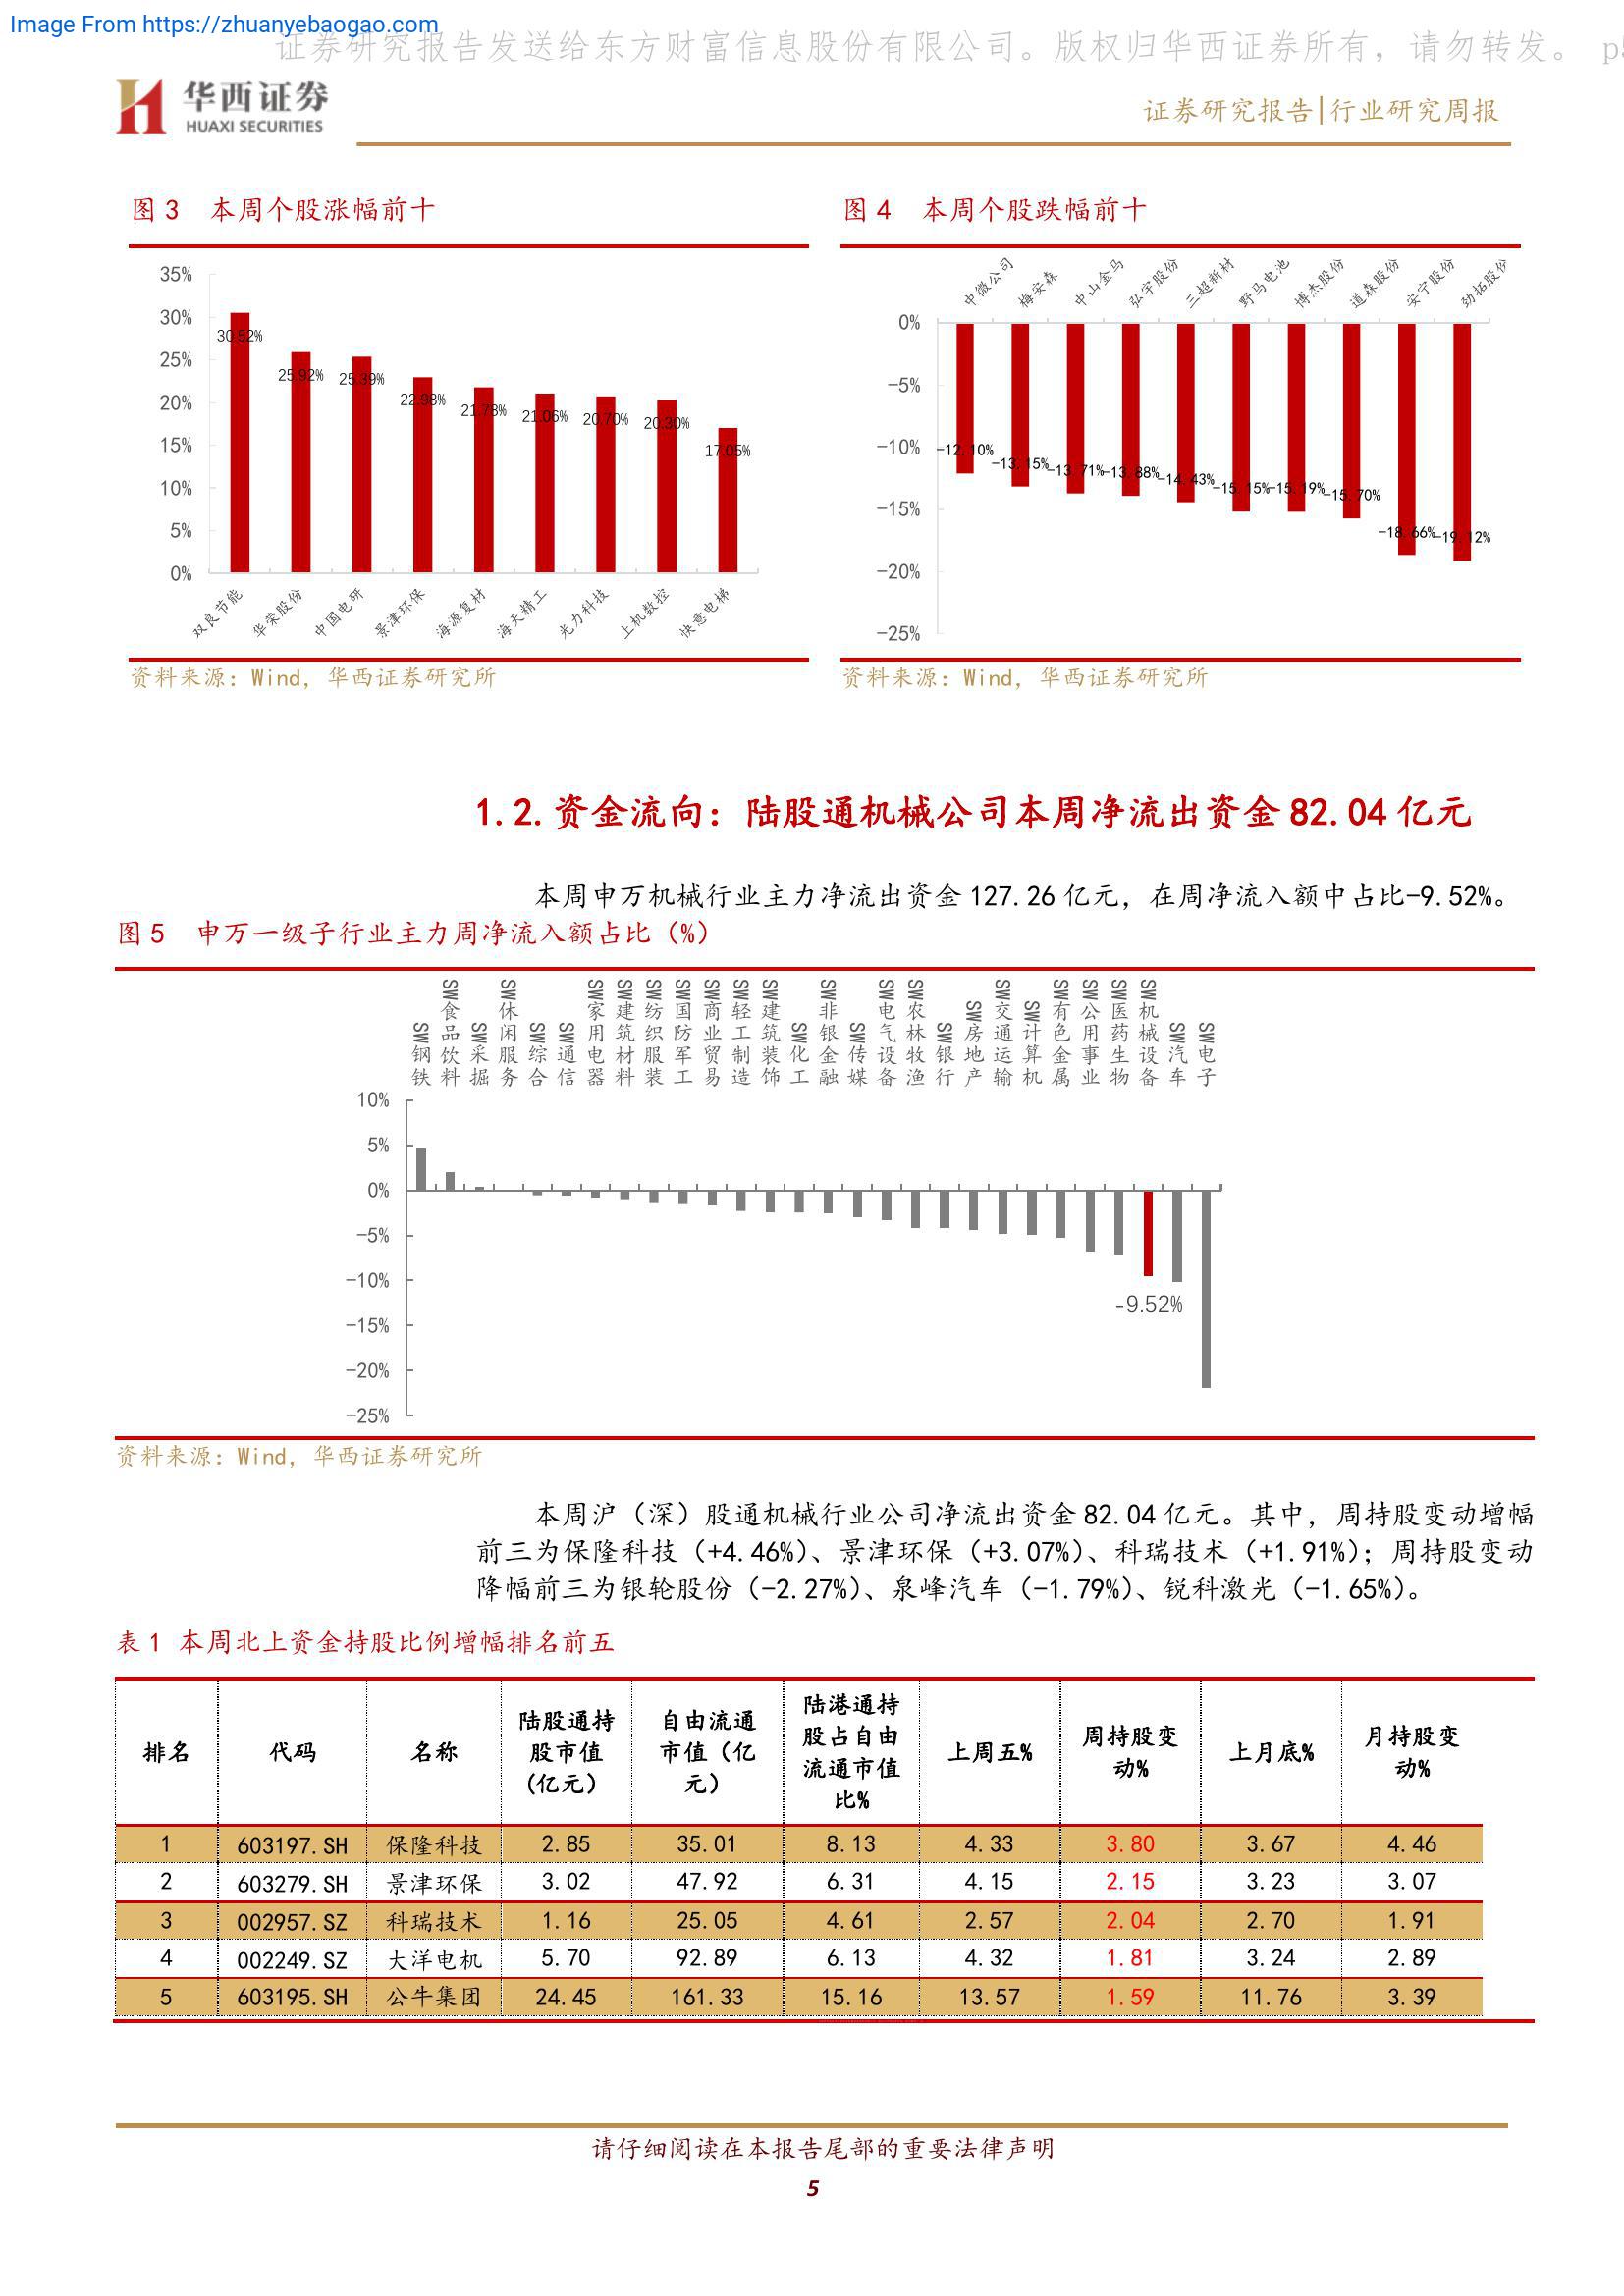 Image From https://zhuanyebaogao.com
证券研究报告发送给东方财富信息股份有限公司。版权归华西证券所有，请勿转发。 p
华西证券
HUAXI SECURITIES
证券研究报告|行业研究周报
图 3 本周个股涨幅前十
35%
30%
25%
20%
15%
10%
5%
0%
30.52%
25.92%
25.39%
22.98%
21.78%
21.06%
20.70%
20.30%
17.05%
双良节能
华荣股份
中国电研
景津环保
海源复材
海天精工
光力科技
上机数控
快意电梯
资料来源：Wind，华西证券研究所
图 4 本周个股跌幅前十
中微公司
梅安森
中山金马
弘宇股份
三超新材
野马电池
博杰股份
道森股份
安宁股份
劲拓股份
0%
-5%
-10%
-15%
-20%
-25%
-12.10%
-13.15%
-13.71%
-13.88%
-14.43%
-15.15%
-15.19%
-15.70%
-18.66%
-19.12%
资料来源：Wind，华西证券研究所
1.2.资金流向：陆股通机械公司本周净流出资金 82.04 亿元
本周申万机械行业主力净流出资金 127.26 亿元，在周净流入额中占比-9.52%。
图 5 申万一级子行业主力周净流入额占比（%）
SW钢铁
SW食品饮料
SW采掘
SW休闲服务
SW综合
SW通信
SW家用电器
SW建筑材料
SW纺织服装
SW国防军工
SW商业贸易
SW轻工制造
SW建筑装饰
SW化工
SW非银金融
SW传媒
SW电气设备
SW农林牧渔
SW银行
SW房地产
SW交通运输
SW计算机
SW有色金属
SW公用事业
SW医药生物
SW机械设备
SW汽车
SW电子
10%
5%
0%
-5%
-10%
-15%
-20%
-25%
-9.52%
资料来源：Wind，华西证券研究所
本周沪（深）股通机械行业公司净流出资金 82.04 亿元。其中，周持股变动增幅
前三为保隆科技（+4.46%）、景津环保（+3.07%）、科瑞技术（+1.91%）；周持股变动
降幅前三为银轮股份（-2.27%）、泉峰汽车（-1.79%）、锐科激光（-1.65%）。
表 1 本周北上资金持股比例增幅排名前五
排名 代码 名称 陆股通持股市值(亿元） 自由流通市值（亿元） 陆港通持股占自由流通市值比% 上周五% 周持股变动% 上月底% 月持股变动%
1 603197.SH 保隆科技 2.85 35.01 8.13 4.33 3.80 3.67 4.46
2 603279.SH 景津环保 3.02 47.92 6.31 4.15 2.15 3.23 3.07
3 002957.SZ 科瑞技术 1.16 25.05 4.61 2.57 2.04 2.70 1.91
4 002249.SZ 大洋电机 5.70 92.89 6.13 4.32 1.81 3.24 2.89
5 603195.SH 公牛集团 24.45 161.33 15.16 13.57 1.59 11.76 3.39
请仔细阅读在本报告尾部的重要法律声明
5